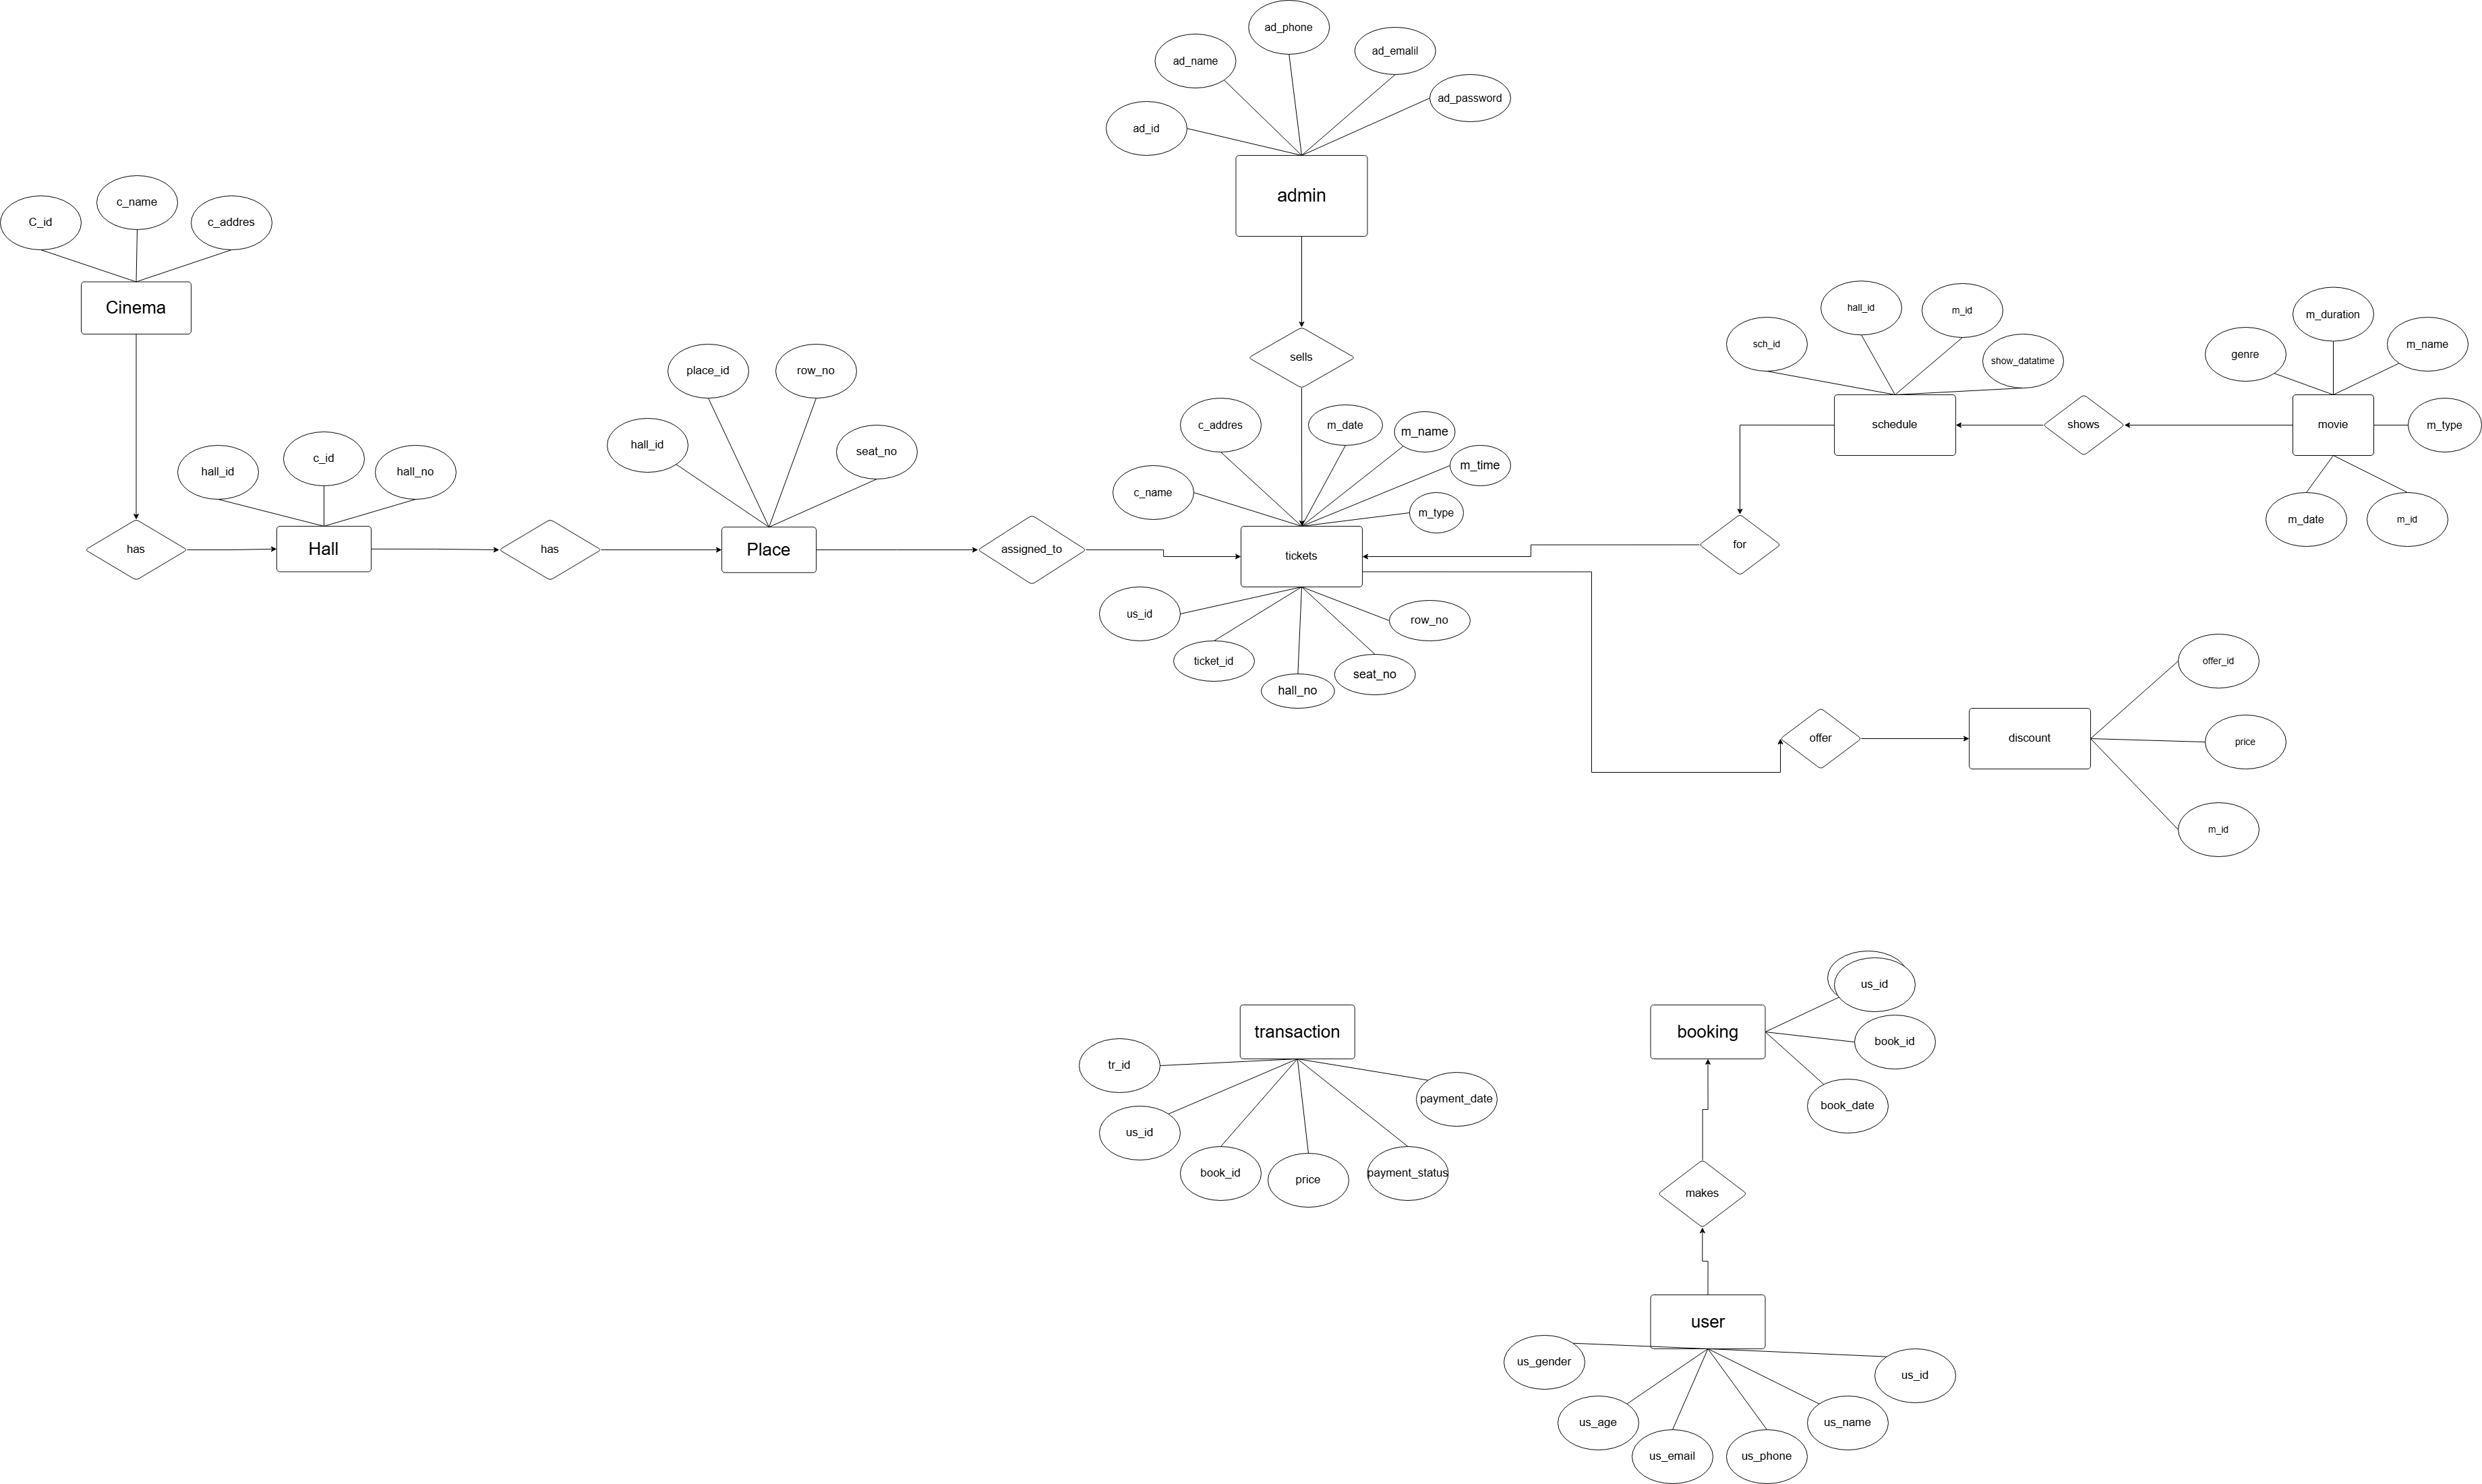 ad_phone
ad_emalil
ad_name
ad_password
ad_id
admin
c_name
C_id
c_addres
Cinema
hall_id
m_id
m_duration
sch_id
show_datatime
genre
m_name
sells
place_id
row_no
schedule
shows
movie
m_type
c_addres
m_date
m_name
hall_id
seat_no
m_time
c_id
hall_id
hall_no
c_name
m_type
m_date
m_id
has
Hall
has
Place
assigned_to
tickets
for
us_id
row_no
ticket_id
seat_no
hall_no
offer_id
offer
discount
price
m_id
us_id
transaction
booking
book_id
tr_id
payment_date
book_date
us_id
book_id
price
payment_status
makes
user
us_gender
us_id
us_age
us_name
us_email
us_phone